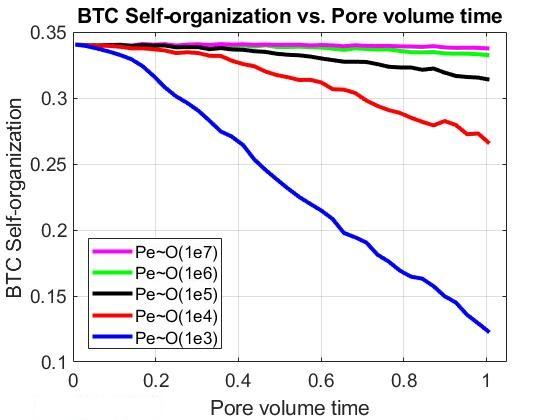 BTC Self-organization vs. Pore volume time
0.35
0.3
0.25
0.2
0.15
0.1
BTC Self-organization
Pe~O(1e7)
Pe~O(1e6)
Pe~O(1e5)
Pe~O(1e4)
Pe~O(1e3)
0 0.2 0.4 0.6 0.8 1
Pore volume time